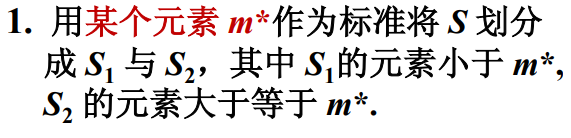 1. 用某个元素 m*作为标准将 S 划分
成 S₁ 与 S₂，其中 S₁的元素小于 m*,
S₂ 的元素大于等于 m*.